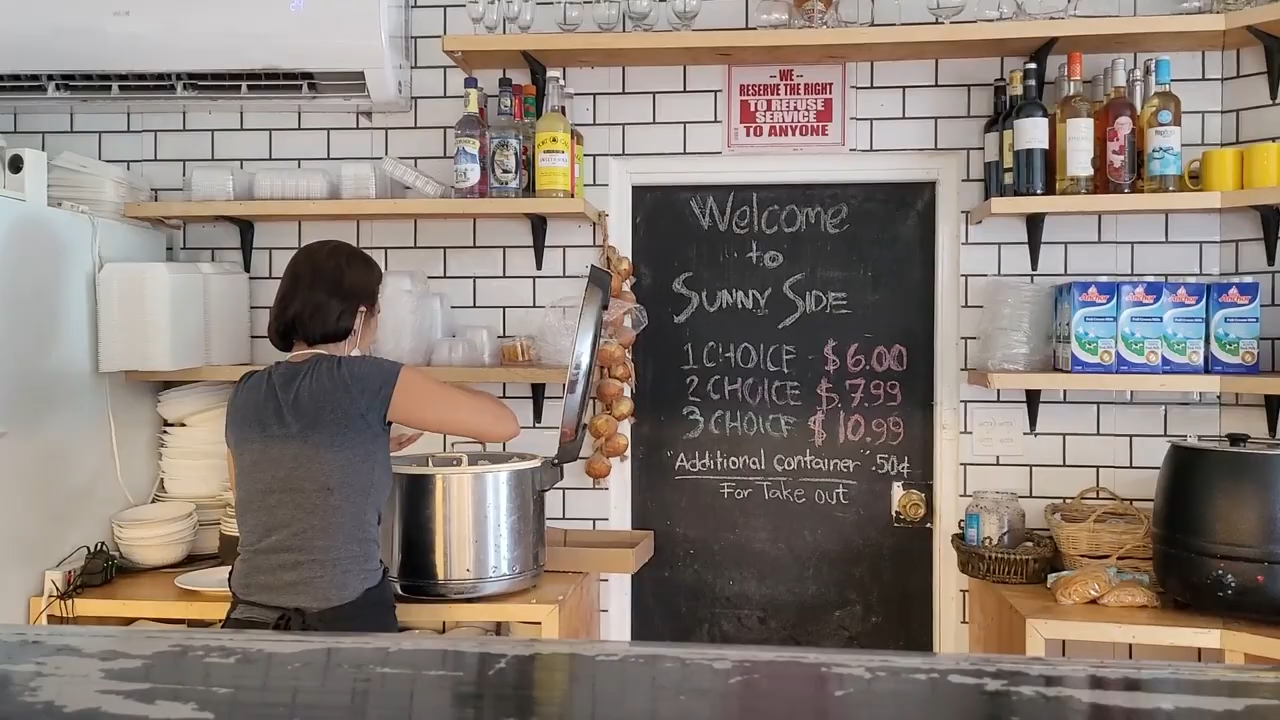 -- WE --
RESERVE THE RIGHT
TO REFUSE
SERVICE
TO ANYONE
Welcome
to
SUNNY SIDE
1 CHOICE - $6.00
2 CHOICE $.7.99
3 CHOICE $10.99
"Additional container" .50¢
For Take out
Anchor
Anchor
Anchor
Anchor